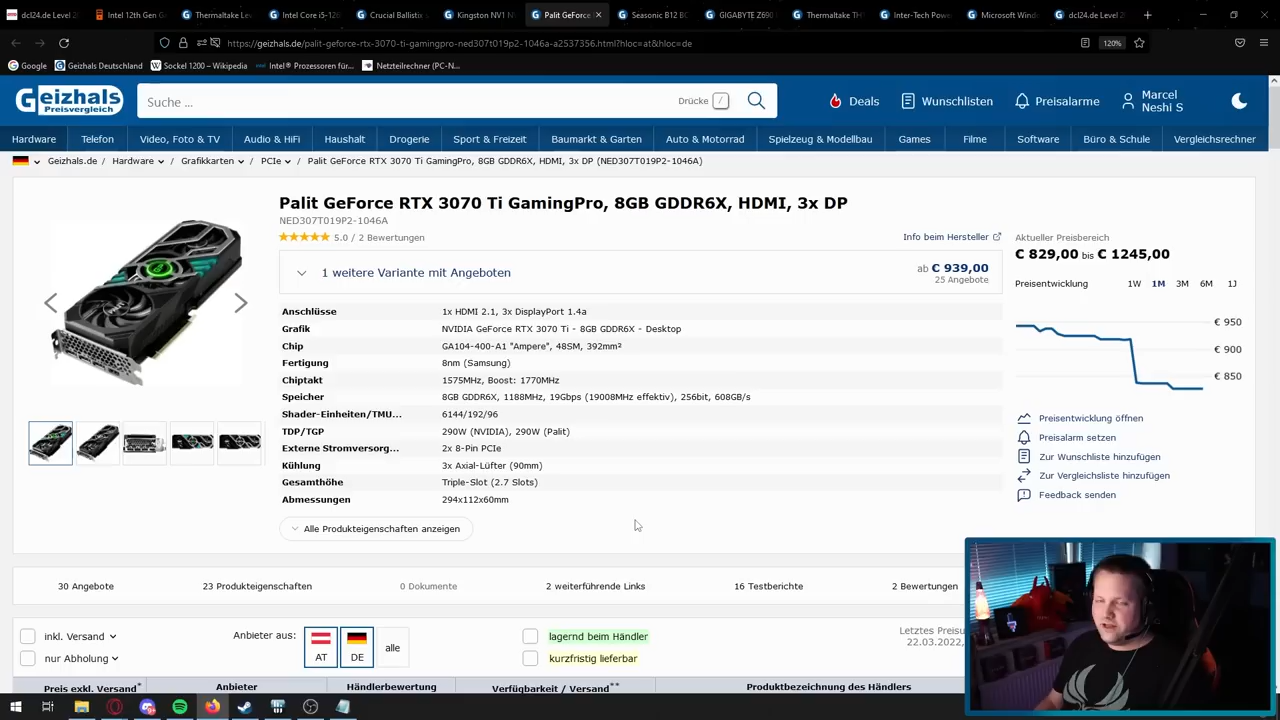 dcl24.de Level 2
Intel 12th Gen G
Thermaltake Lev
Intel Core i5-120
Crucial Ballistix
Kingston NV1 N
Palit GeForce
Seasonic B12 BC
GIGABYTE Z690
Thermaltake TH
Inter-Tech Powe
Microsoft Wind
dcl24.de Level 2
https://geizhals.de/palit-geforce-rtx-3070-ti-gamingpro-ned307t019p2-1046a-a2537356.html?hloc=at&hloc=de
120%
Google
Geizhals Deutschland
Sockel 1200 – Wikipedia
Intel® Prozessoren für...
Netzteilrechner (PC-N...
Geizhals
Preisvergleich
Suche ...
Drücke /
Deals
Wunschlisten
Preisalarme
Marcel
Neshi S
Hardware
Telefon
Video, Foto & TV
Audio & HiFi
Haushalt
Drogerie
Sport & Freizeit
Baumarkt & Garten
Auto & Motorrad
Spielzeug & Modellbau
Games
Filme
Software
Büro & Schule
Vergleichsrechner
Geizhals.de / Hardware / Grafikkarten / PCIe / Palit GeForce RTX 3070 Ti GamingPro, 8GB GDDR6X, HDMI, 3x DP (NED307T019P2-1046A)
Palit GeForce RTX 3070 Ti GamingPro, 8GB GDDR6X, HDMI, 3x DP
NED307T019P2-1046A
5.0 / 2 Bewertungen
Info beim Hersteller
1 weitere Variante mit Angeboten
ab € 939,00
25 Angebote
Anschlüsse 1x HDMI 2.1, 3x DisplayPort 1.4a
Grafik NVIDIA GeForce RTX 3070 Ti - 8GB GDDR6X - Desktop
Chip GA104-400-A1 "Ampere", 48SM, 392mm²
Fertigung 8nm (Samsung)
Chiptakt 1575MHz, Boost: 1770MHz
Speicher 8GB GDDR6X, 1188MHz, 19Gbps (19008MHz effektiv), 256bit, 608GB/s
Shader-Einheiten/TMU... 6144/192/96
TDP/TGP 290W (NVIDIA), 290W (Palit)
Externe Stromversorg... 2x 8-Pin PCIe
Kühlung 3x Axial-Lüfter (90mm)
Gesamthöhe Triple-Slot (2.7 Slots)
Abmessungen 294x112x60mm
Alle Produkteigenschaften anzeigen
Aktueller Preisbereich
€ 829,00 bis € 1245,00
Preisentwicklung 1W 1M 3M 6M 1J
€ 950
€ 900
€ 850
Preisentwicklung öffnen
Preisalarm setzen
Zur Wunschliste hinzufügen
Zur Vergleichsliste hinzufügen
Feedback senden
30 Angebote
23 Produkteigenschaften
0 Dokumente
2 weiterführende Links
16 Testberichte
2 Bewertungen
inkl. Versand
nur Abholung
Anbieter aus:
AT
DE
alle
lagernd beim Händler
kurzfristig lieferbar
Letztes Preisu
22.03.2022,
Preis exkl. Versand*
Anbieter
Händlerbewertung
Verfügbarkeit / Versand**
Produktbezeichnung des Händlers